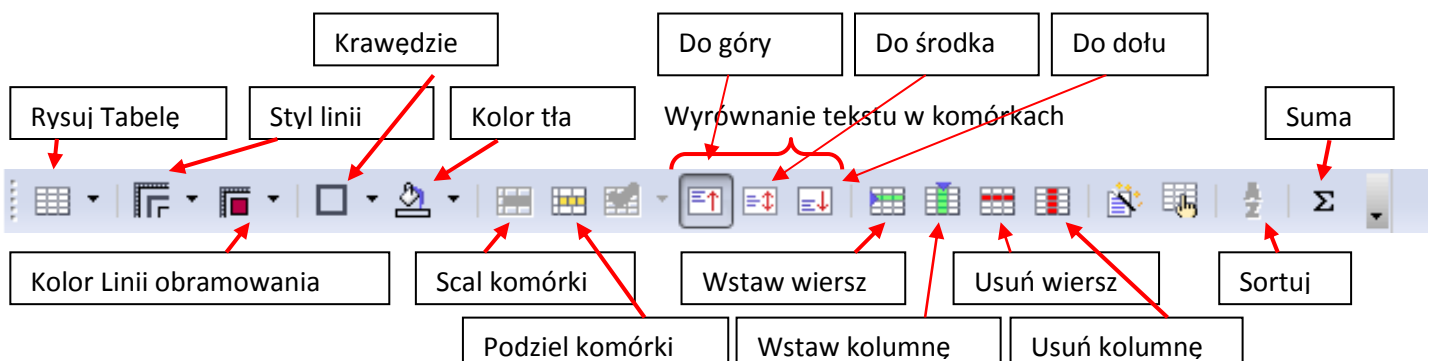 Krawędzie
Do góry
Do środka
Do dołu
Rysuj Tabelę
Styl linii
Kolor tła
Wyrównanie tekstu w komórkach
Suma
Kolor Linii obramowania
Scal komórki
Wstaw wiersz
Usuń wiersz
Sortuj
Podziel komórki
Wstaw kolumnę
Usuń kolumnę